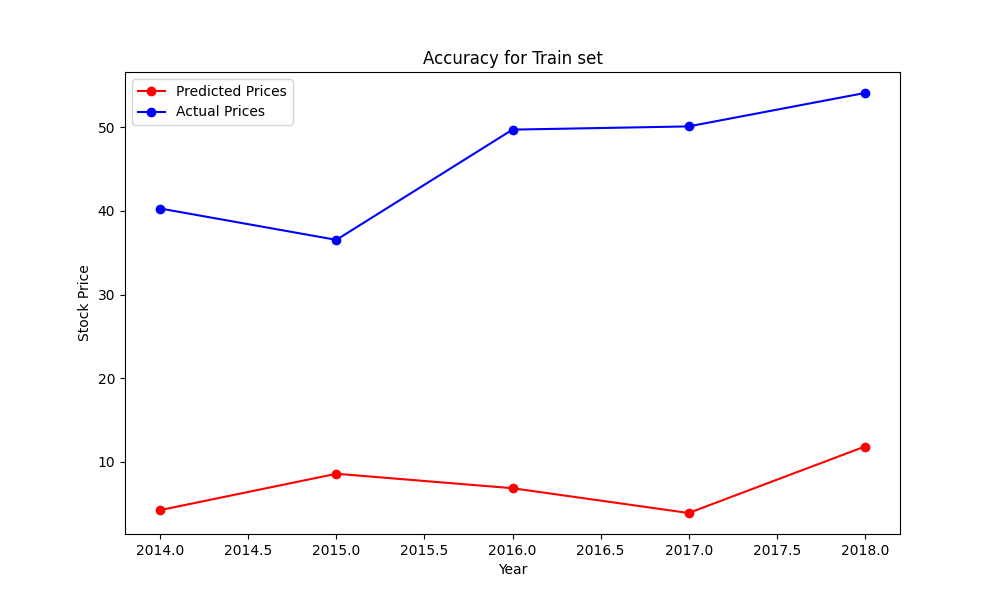 Accuracy for Train set
Predicted Prices
Actual Prices
Stock Price
50
40
30
20
10
2014.0 2014.5 2015.0 2015.5 2016.0 2016.5 2017.0 2017.5 2018.0
Year